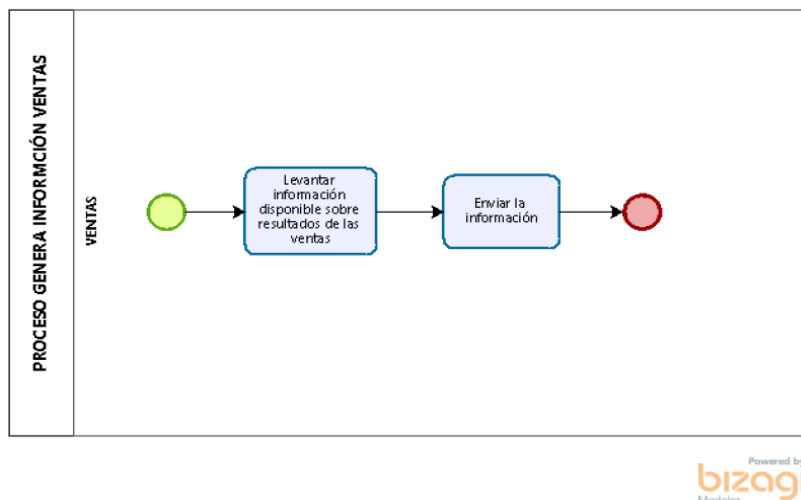 PROCESO GENERA INFORMCIÓN VENTAS
VENTAS
Levantar
información
disponible sobre
resultados de las
ventas
Enviar la
información
Powered by
bizagi
Modeler